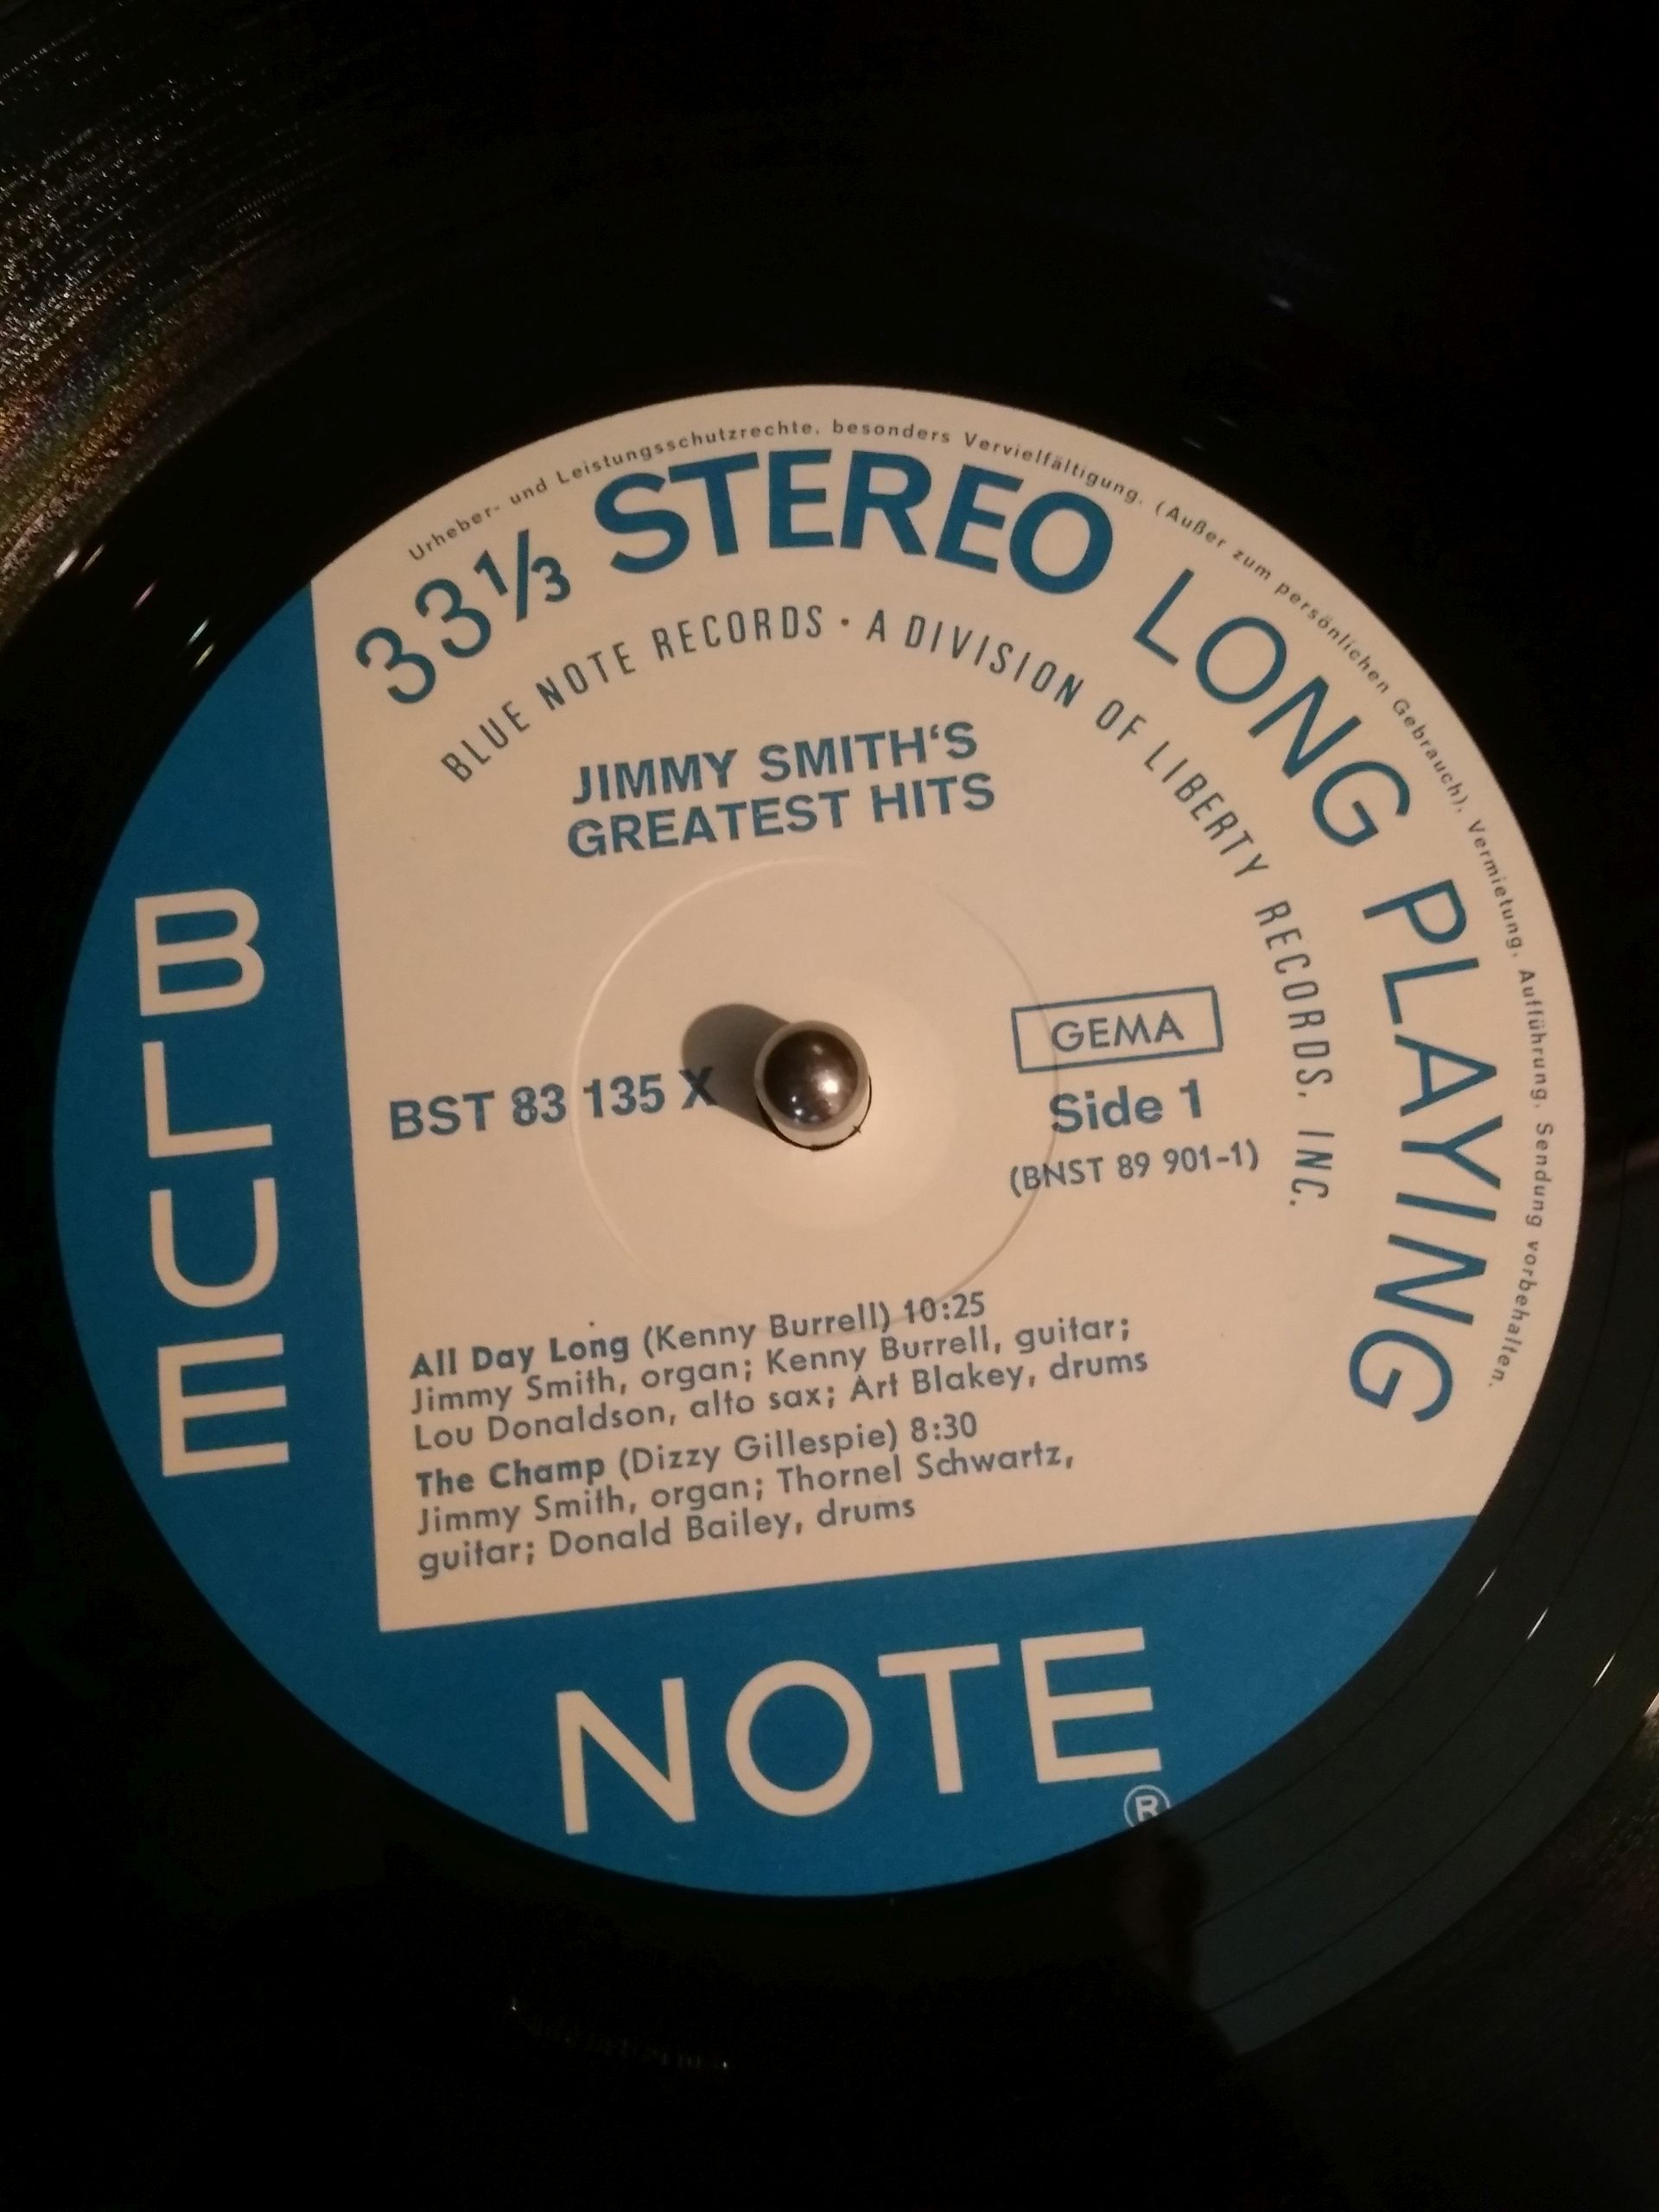 Urheber- und Leistungsschutzrechte, besonders Vervielfältigung, (Außer zum persönlichen Gebrauch), Vermietung, Aufführung, Sendung vorbehalten.
33⅓ STEREO LONG PLAYING
BLUE NOTE RECORDS · A DIVISION OF LIBERTY RECORDS, INC.
JIMMY SMITH‘S
GREATEST HITS
GEMA
BST 83 135 X
Side 1
(BNST 89 901-1)
All Day Long (Kenny Burrell) 10:25
Jimmy Smith, organ; Kenny Burrell, guitar;
Lou Donaldson, alto sax; Art Blakey, drums
The Champ (Dizzy Gillespie) 8:30
Jimmy Smith, organ; Thornel Schwartz,
guitar; Donald Bailey, drums
BLUE
NOTE
®